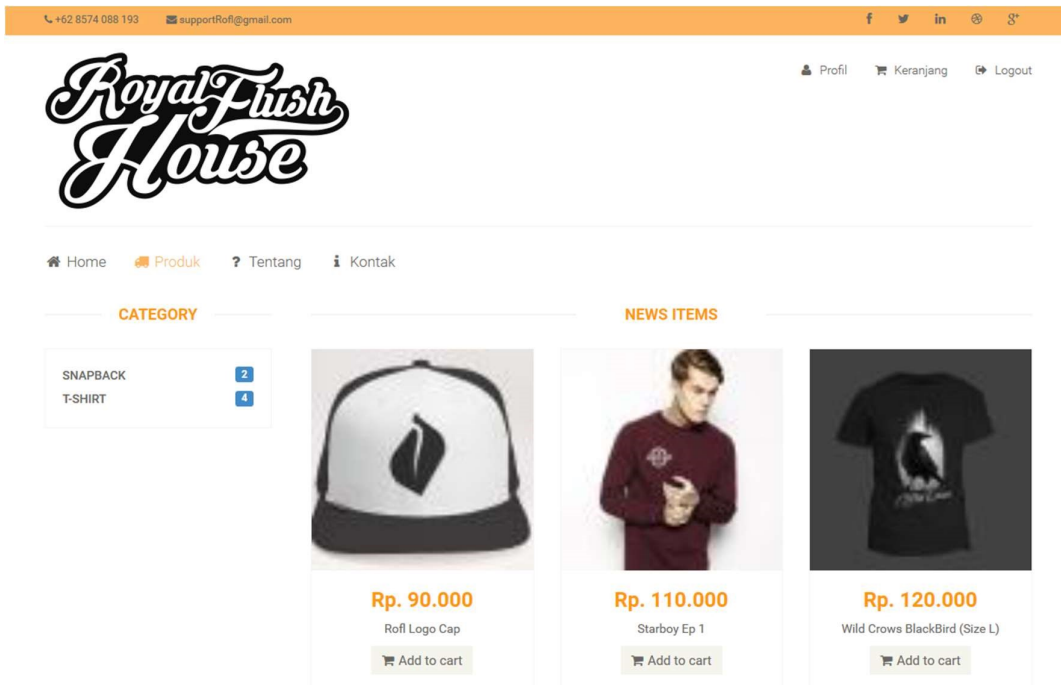 +62 8574 088 193 supportRofl@gmail.com
Royal Flush
House
Profil Keranjang Logout
Home Produk ? Tentang Kontak
CATEGORY
SNAPBACK 2
T-SHIRT 4
NEWS ITEMS
Rp. 90.000
Rofl Logo Cap
Add to cart
Rp. 110.000
Starboy Ep 1
Add to cart
Rp. 120.000
Wild Crows BlackBird (Size L)
Add to cart